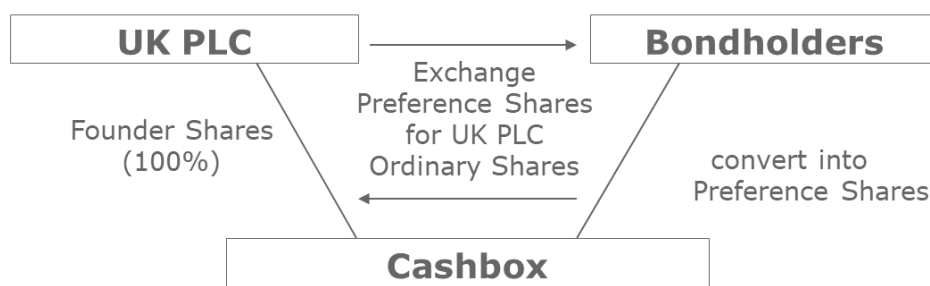 UK PLC
Bondholders
Exchange
Preference Shares
for UK PLC
Ordinary Shares
Founder Shares
(100%)
convert into
Preference Shares
Cashbox